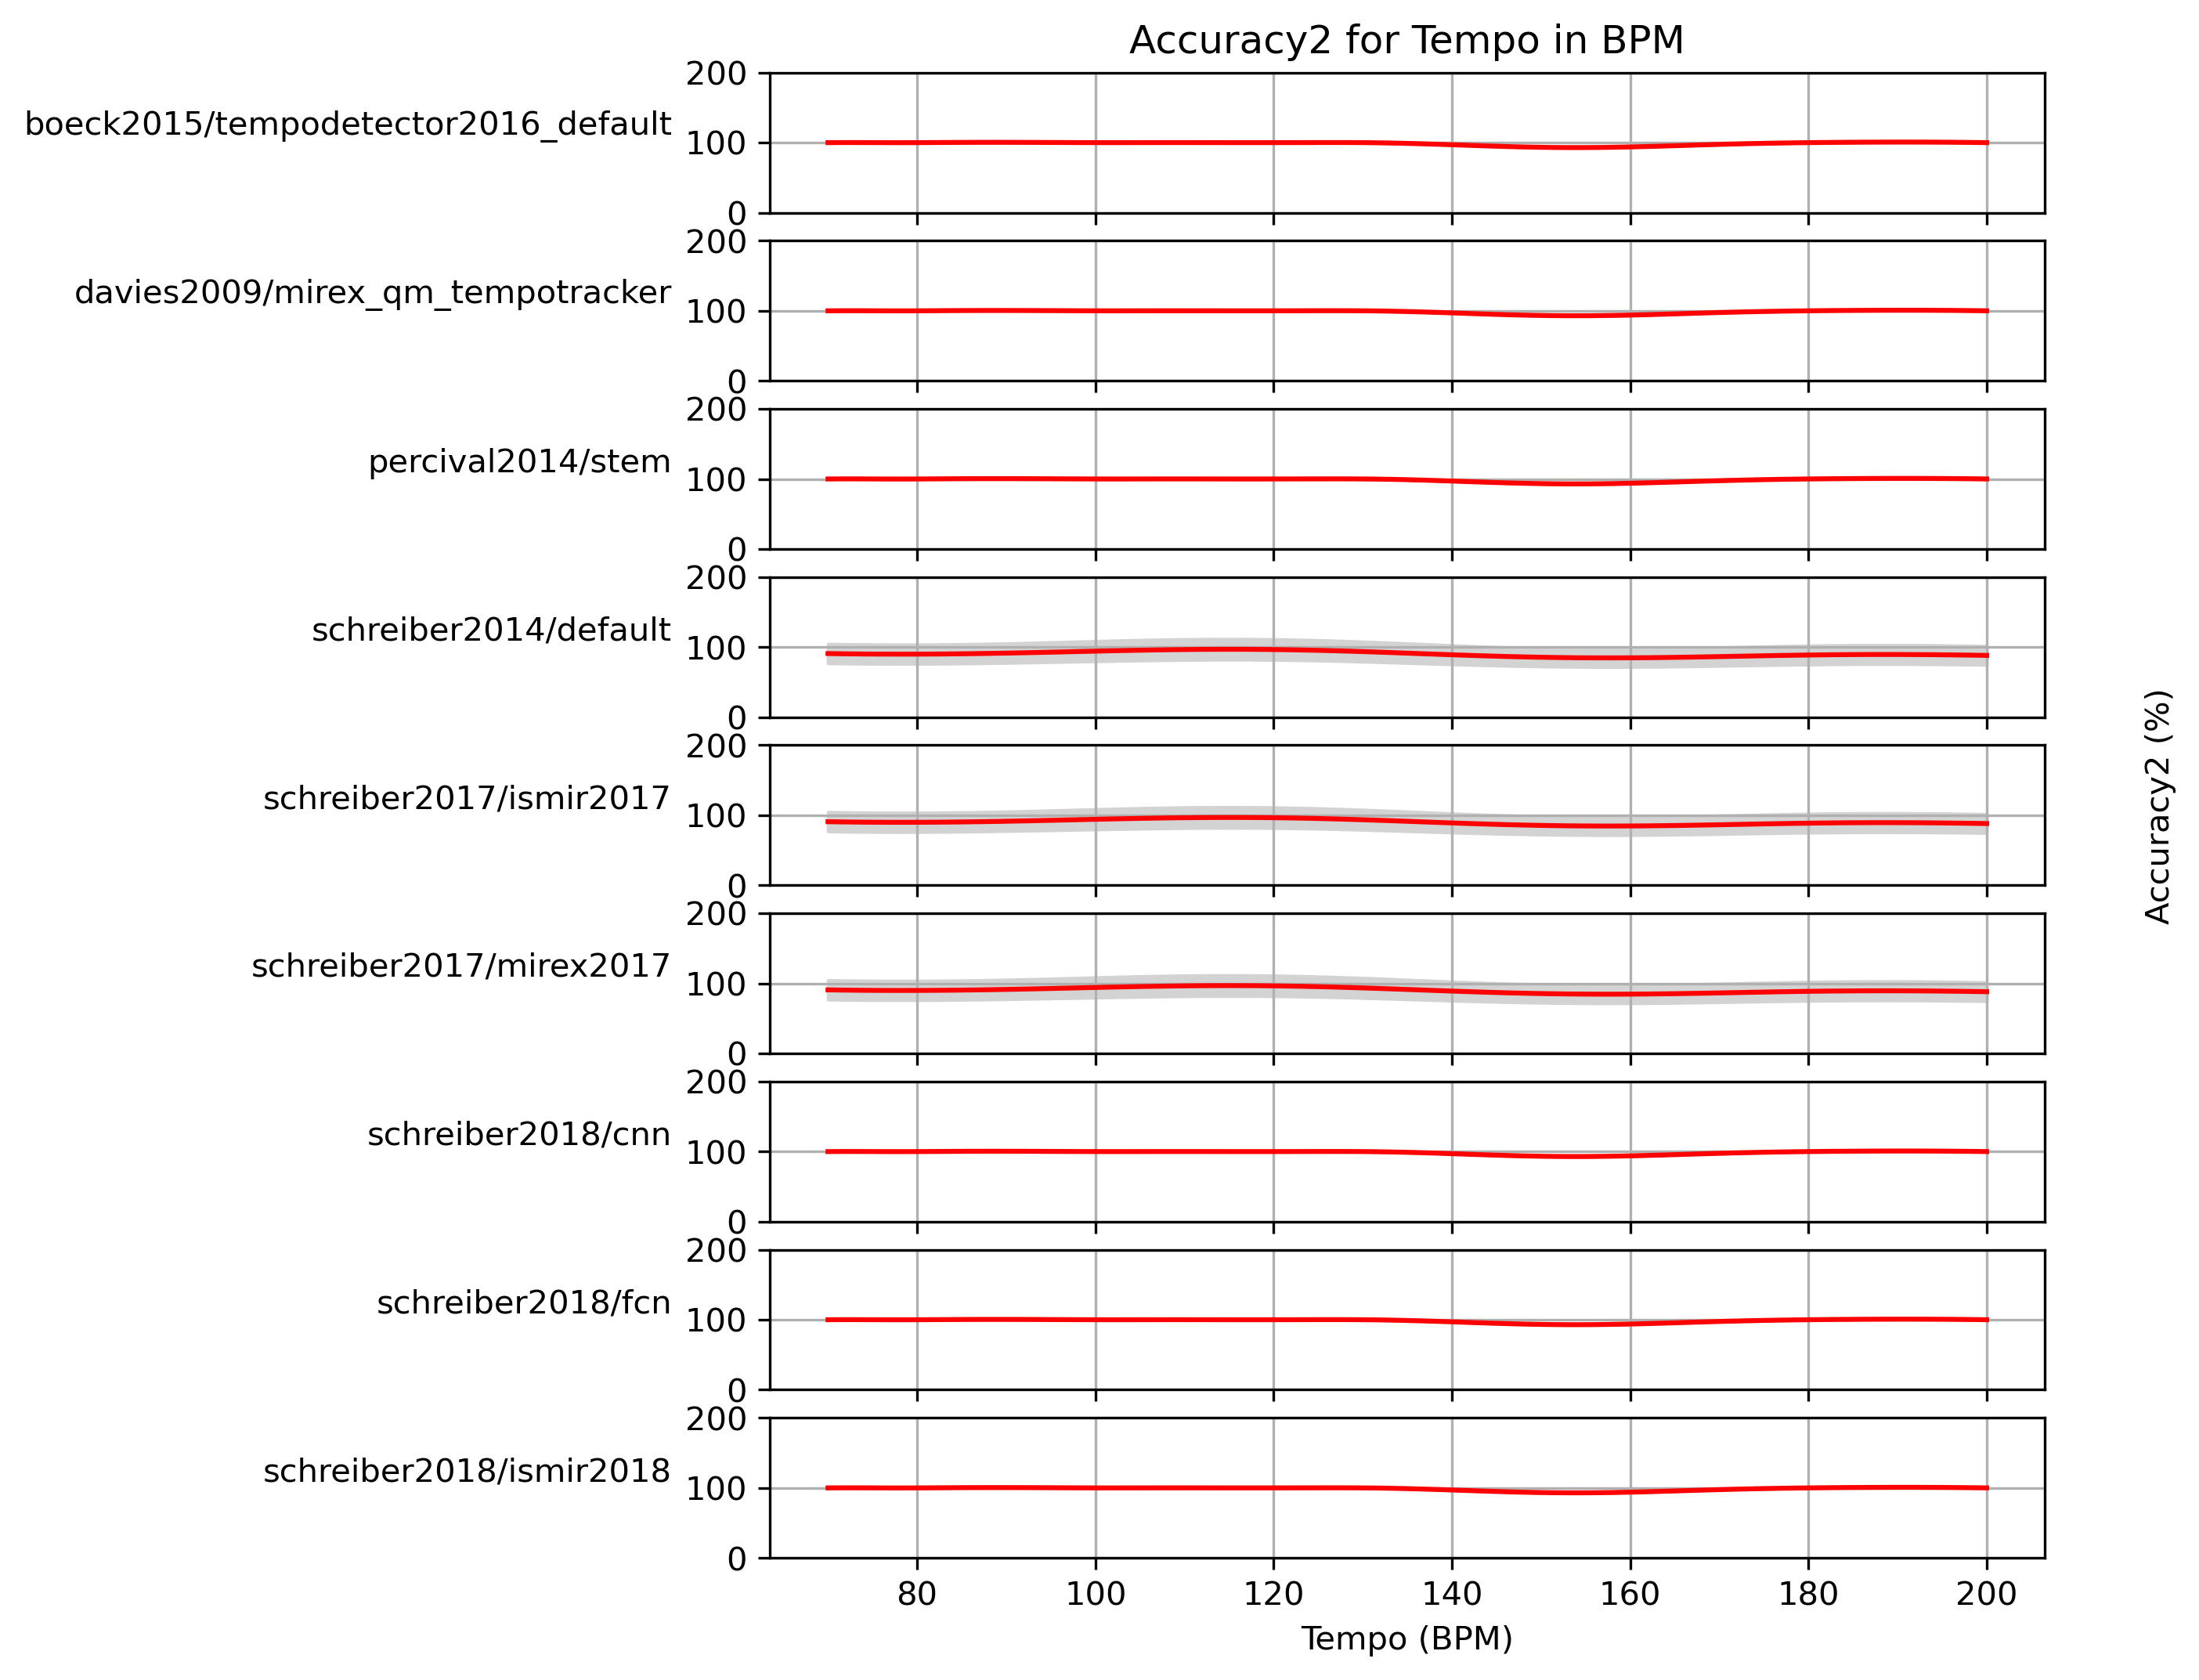 Accuracy2 for Tempo in BPM
boeck2015/tempodetector2016_default
200
100
0
davies2009/mirex_qm_tempotracker
200
100
0
percival2014/stem
200
100
0
schreiber2014/default
200
100
0
schreiber2017/ismir2017
200
100
0
schreiber2017/mirex2017
200
100
0
schreiber2018/cnn
200
100
0
schreiber2018/fcn
200
100
0
schreiber2018/ismir2018
200
100
0
80 100 120 140 160 180 200
Tempo (BPM)
Accuracy2 (%)